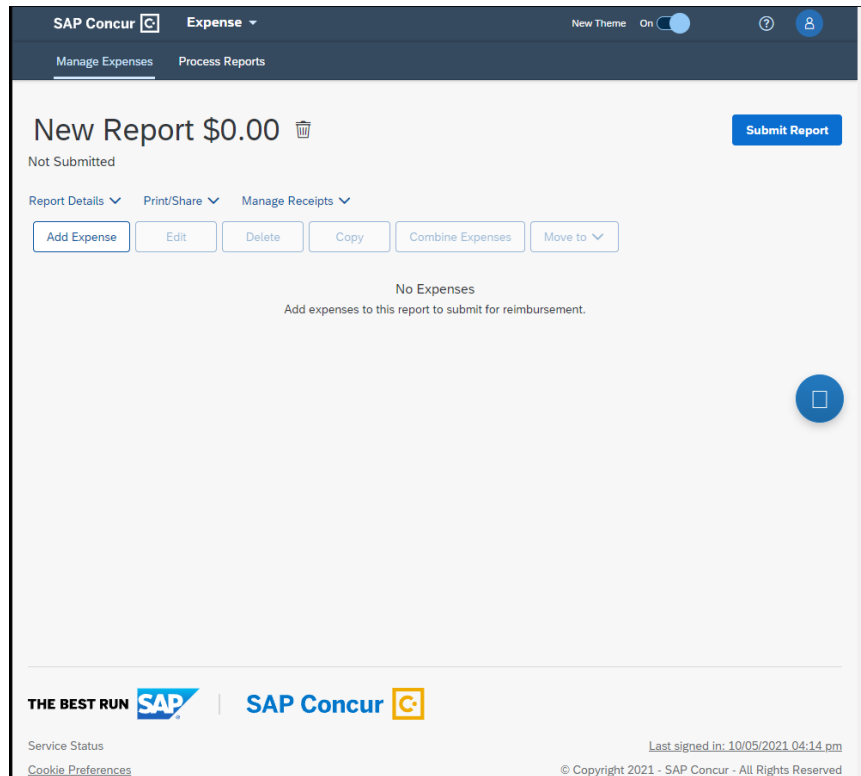 SAP Concur C Expense New Theme On
Manage Expenses Process Reports
New Report $0.00
Submit Report
Not Submitted
Report Details Print/Share Manage Receipts
Add Expense Edit Delete Copy Combine Expenses Move to
No Expenses
Add expenses to this report to submit for reimbursement.
THE BEST RUN SAP SAP Concur C
Service Status
Last signed in: 10/05/2021 04:14 pm
Cookie Preferences
© Copyright 2021 - SAP Concur - All Rights Reserved